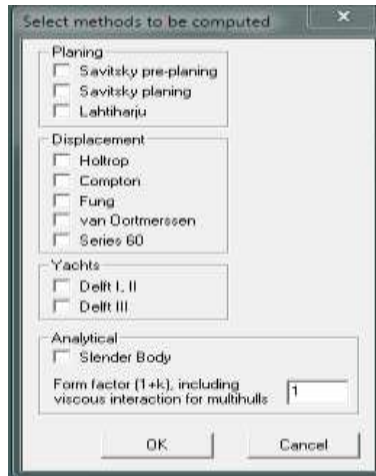 Select methods to be computed
Planing
Savitsky pre-planing
Savitsky planing
Lahtiharju
Displacement
Holtrop
Compton
Fung
van Oortmerssen
Series 60
Yachts
Delft I, II
Delft III
Analytical
Slender Body
Form factor (1+k), including
viscous interaction for multihulls
1
OK Cancel